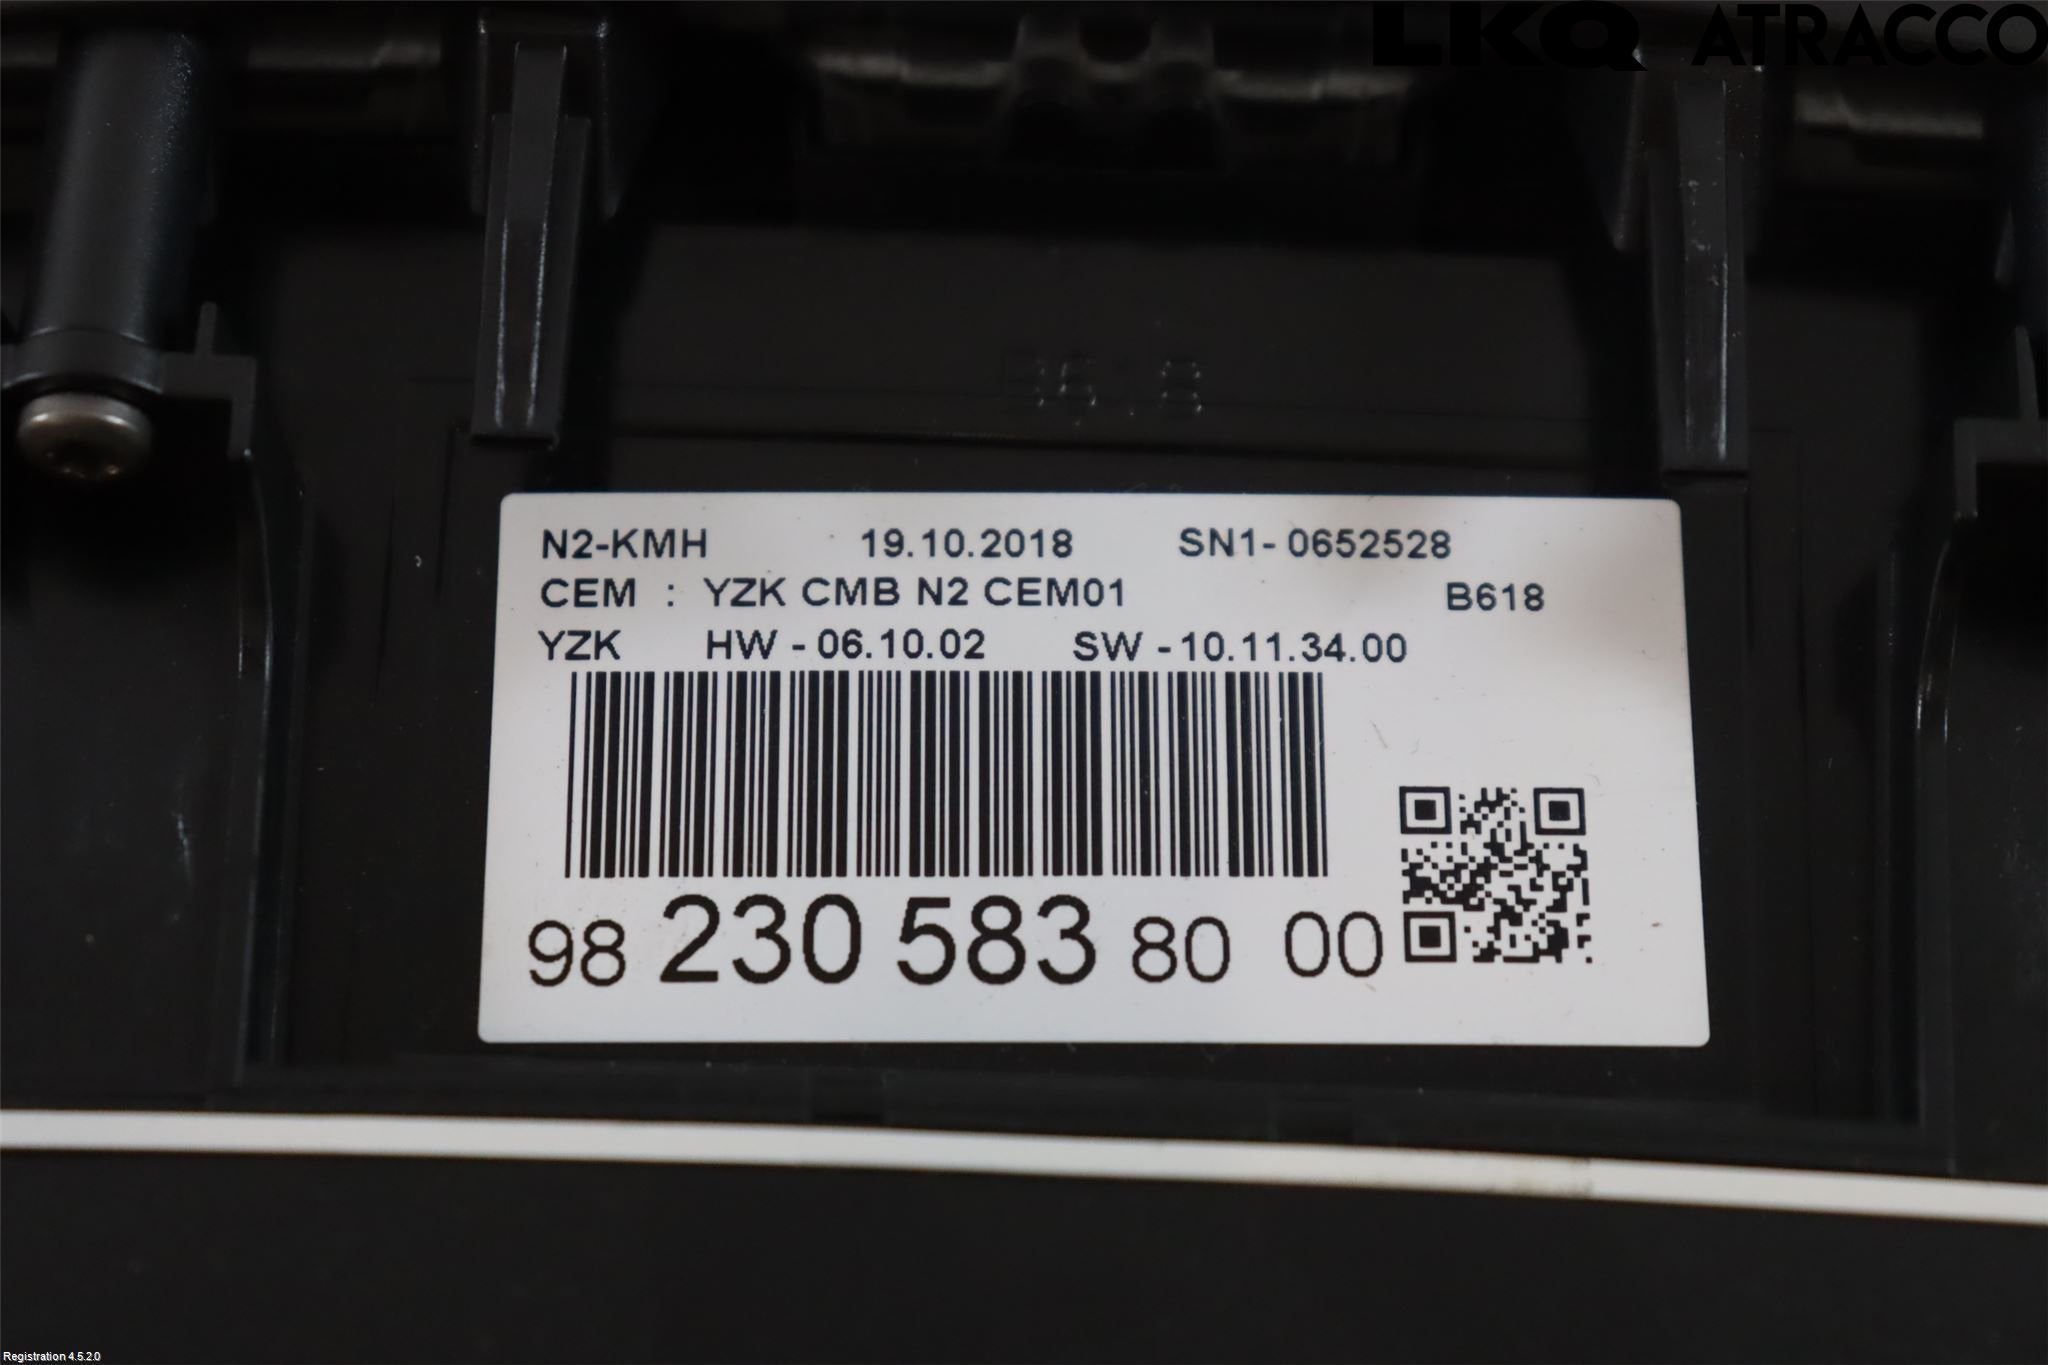 LKQ ATRACCO
B618
N2-KMH 19.10.2018 SN1- 0652528
CEM : YZK CMB N2 CEM01 B618
YZK HW - 06.10.02 SW - 10.11.34.00
98 230 583 80 00
Registration 4.5.2.0